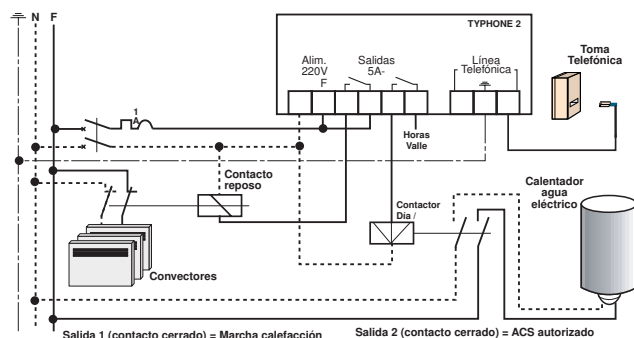 N F
TYPHONE 2
Alim.
220V
F
Salidas
5A-
Línea
Telefónica
Toma
Telefónica
1
A
Horas
Valle
Contacto
reposo
Contactor
Día /
Calentador
agua
eléctrico
Convectores
Salida 1 (contacto cerrado) = Marcha calefacción
Salida 2 (contacto cerrado) = ACS autorizado